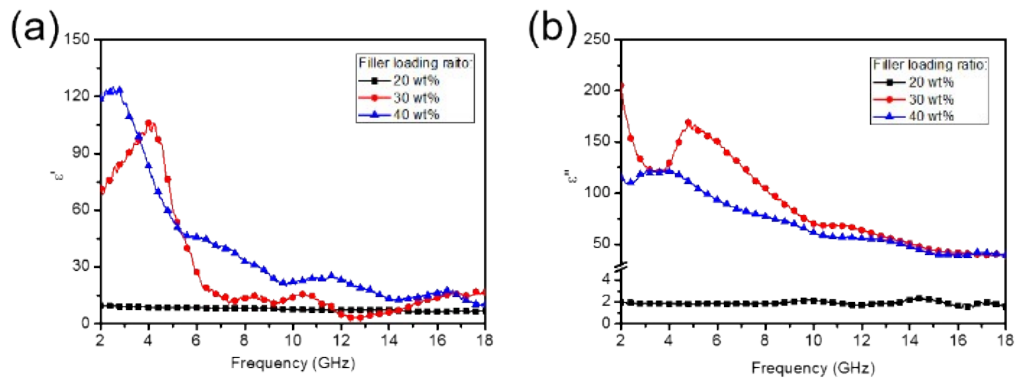 (a)
150
120
90
60
30
0
ε'
2 4 6 8 10 12 14 16 18
Frequency (GHz)
Filler loading raito:
20 wt%
30 wt%
40 wt%
(b)
250
200
150
100
50
4
2
0
ε"
2 4 6 8 10 12 14 16 18
Frequency (GHz)
Filler loading ratio:
20 wt%
30 wt%
40 wt%